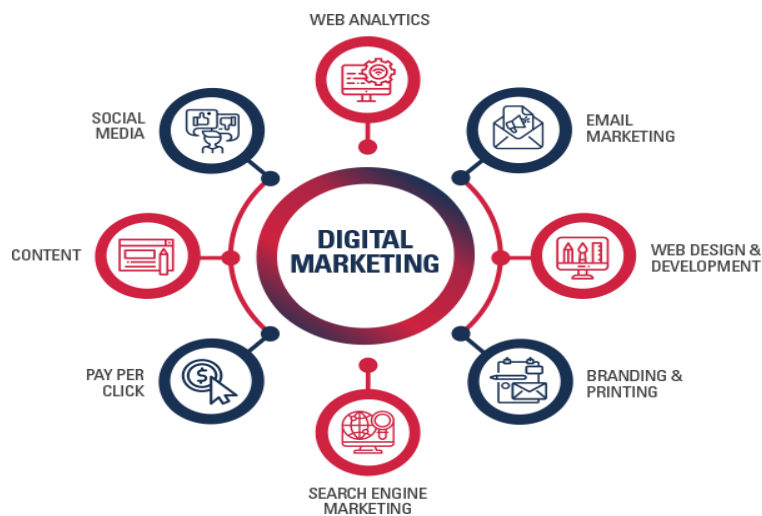 WEB ANALYTICS
SOCIAL
MEDIA
EMAIL
MARKETING
DIGITAL
MARKETING
CONTENT
WEB DESIGN &
DEVELOPMENT
PAY PER
CLICK
$
BRANDING &
PRINTING
SEARCH ENGINE
MARKETING